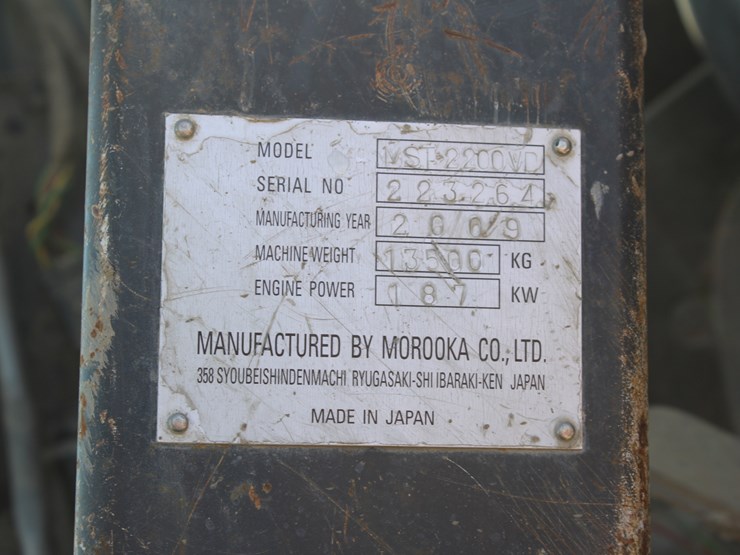 MODEL MST-2200VD
SERIAL NO 223264
MANUFACTURING YEAR
MACHINE WEIGHT 13500 KG
ENGINE POWER 187 KW
MANUFACTURED BY MOROOKA CO., LTD.
358 SYOUBEISHINDENMACHI RYUGASAKI-SHI IBARAKI-KEN JAPAN
MADE IN JAPAN